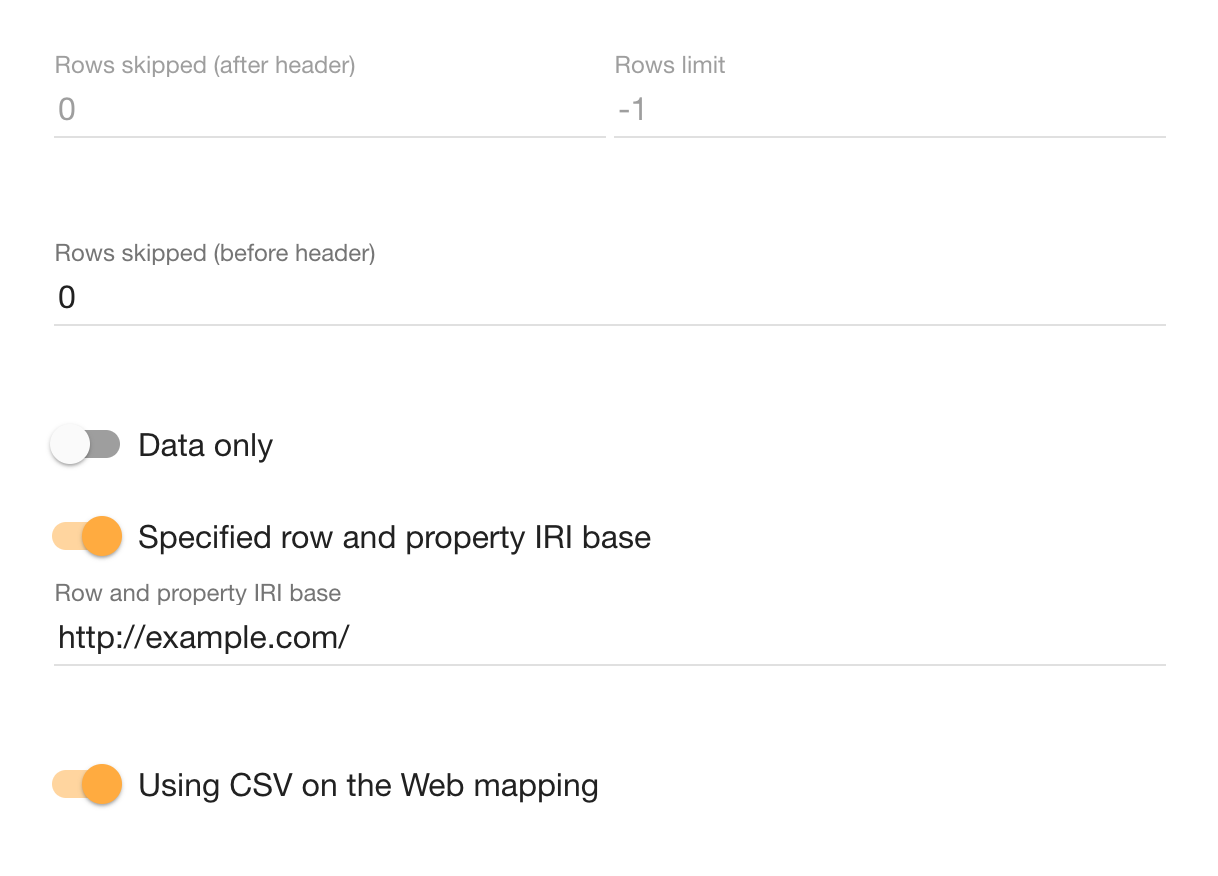 Rows skipped (after header)
Rows limit
0
-1
Rows skipped (before header)
0
Data only
Specified row and property IRI base
Row and property IRI base
http://example.com/
Using CSV on the Web mapping